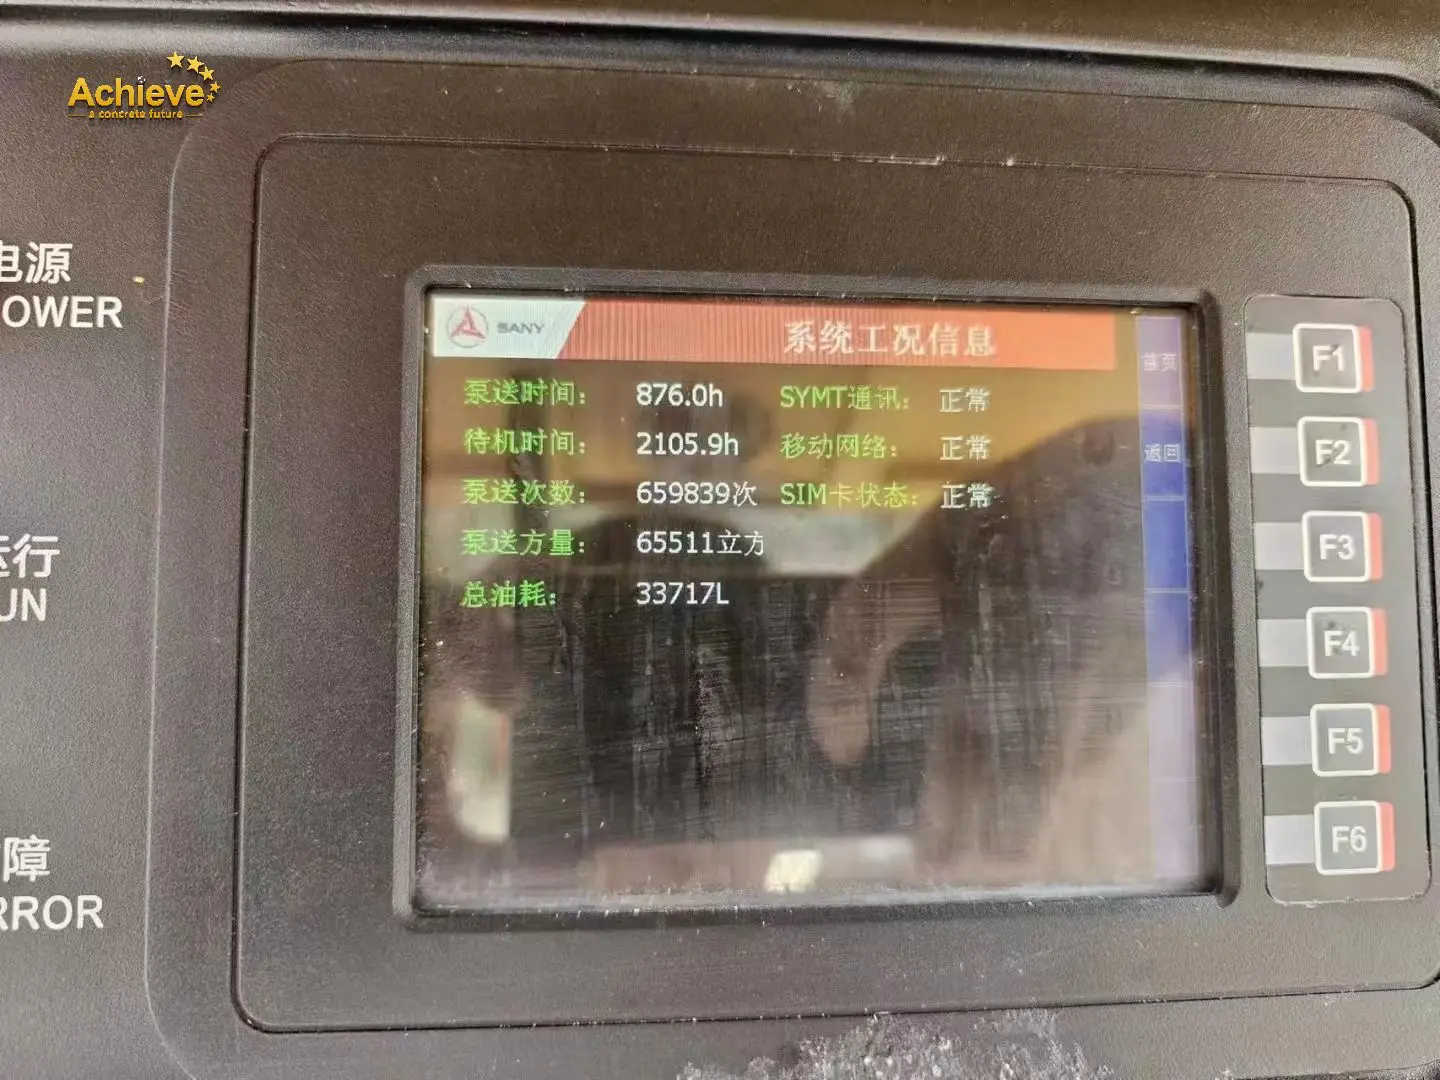 Achieve
a concrete future
电源
OWER
运行
UN
障
RROR
SANY
系统工况信息
泵送时间: 876.0h SYMT通讯: 正常
待机时间: 2105.9h 移动网络: 正常
泵送次数: 659839次 SIM卡状态: 正常
泵送方量: 65511立方
总油耗: 33717L
首页
返回
F1
F2
F3
F4
F5
F6